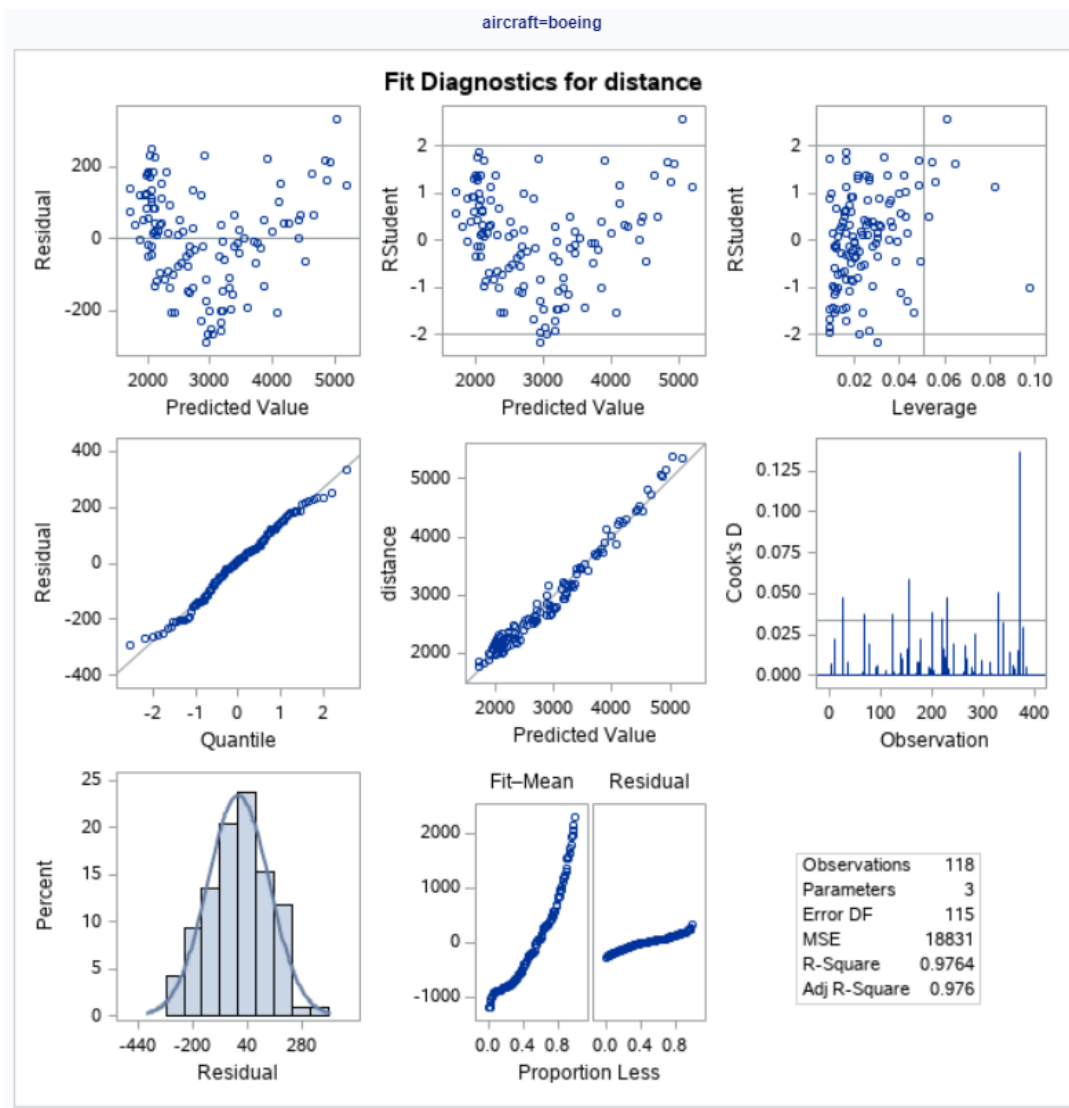 aircraft=boeing
Fit Diagnostics for distance
Residual
200
0
-200
2000 3000 4000 5000
Predicted Value
RStudent
2
1
0
-1
-2
2000 3000 4000 5000
Predicted Value
RStudent
2
1
0
-1
-2
0.02 0.04 0.06 0.08 0.10
Leverage
Residual
400
200
0
-200
-400
-2 -1 0 1 2
Quantile
distance
5000
4000
3000
2000
2000 3000 4000 5000
Predicted Value
Cook's D
0.125
0.100
0.075
0.050
0.025
0.000
0 100 200 300 400
Observation
Percent
25
20
15
10
5
0
-440 -200 40 280
Residual
Fit–Mean Residual
2000
1000
0
-1000
0.0 0.4 0.8 0.0 0.4 0.8
Proportion Less
Observations 118
Parameters 3
Error DF 115
MSE 18831
R-Square 0.9764
Adj R-Square 0.976